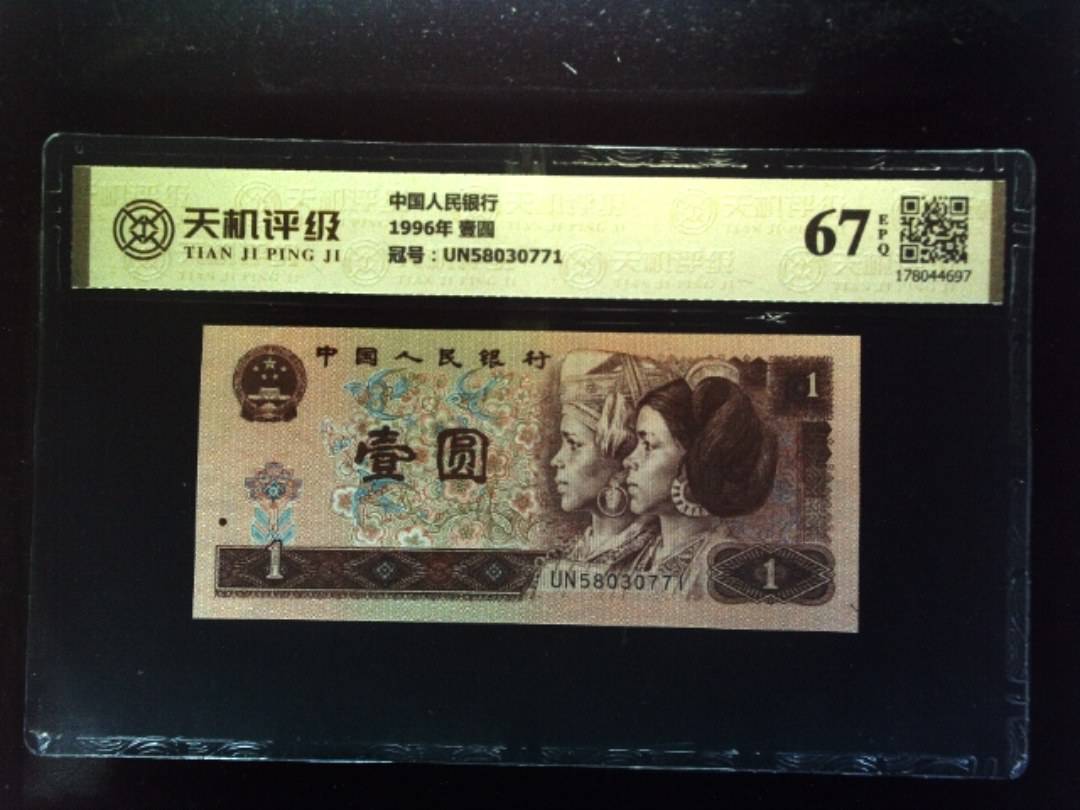 天机评级
TIAN JI PING JI
中国人民银行
1996年 壹圆
冠号：UN58030771
67
EPQ
178044697
中国人民银行
1
壹圆
1
UN58030771
1